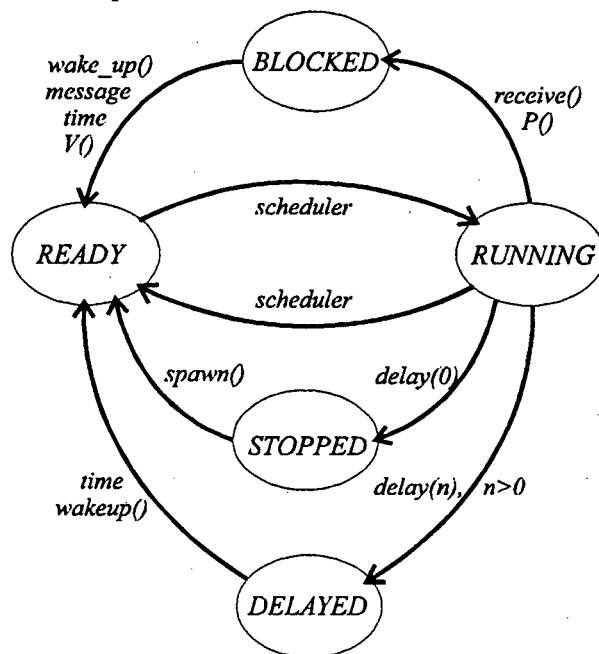 BLOCKED
wake_up()
message
time
V()
receive()
P()
scheduler
READY
RUNNING
scheduler
spawn()
delay(0)
STOPPED
time
wakeup()
delay(n), n>0
DELAYED